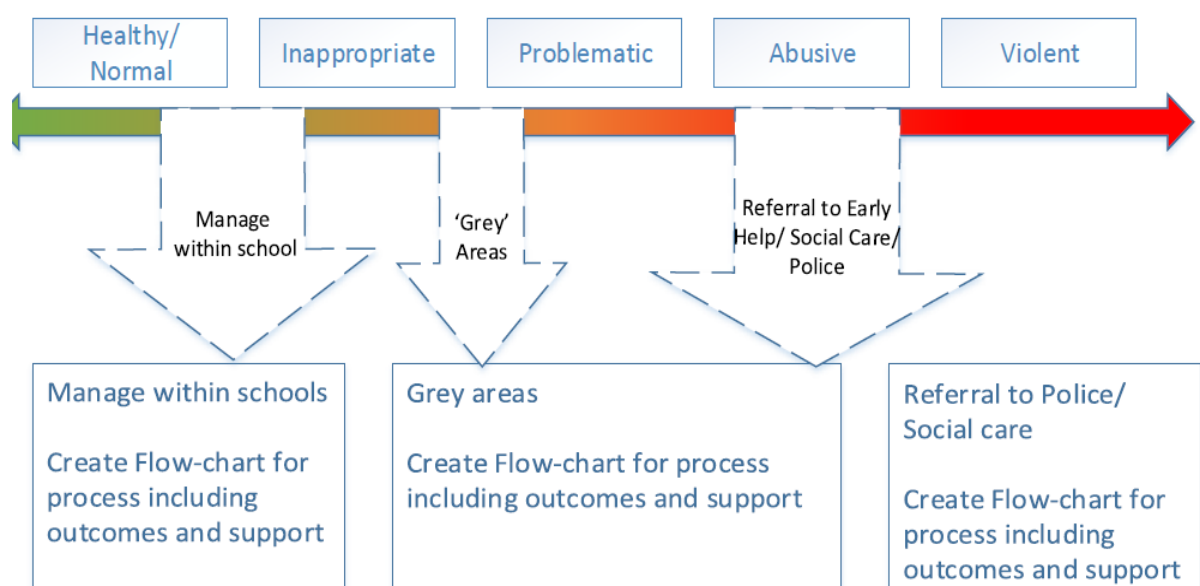 Healthy/
Normal
Inappropriate
Problematic
Abusive
Violent
Manage
within school
‘Grey’
Areas
Referral to Early
Help/ Social Care/
Police
Manage within schools
Create Flow-chart for
process including
outcomes and support
Grey areas
Create Flow-chart for process
including outcomes and support
Referral to Police/
Social care
Create Flow-chart for
process including
outcomes and support